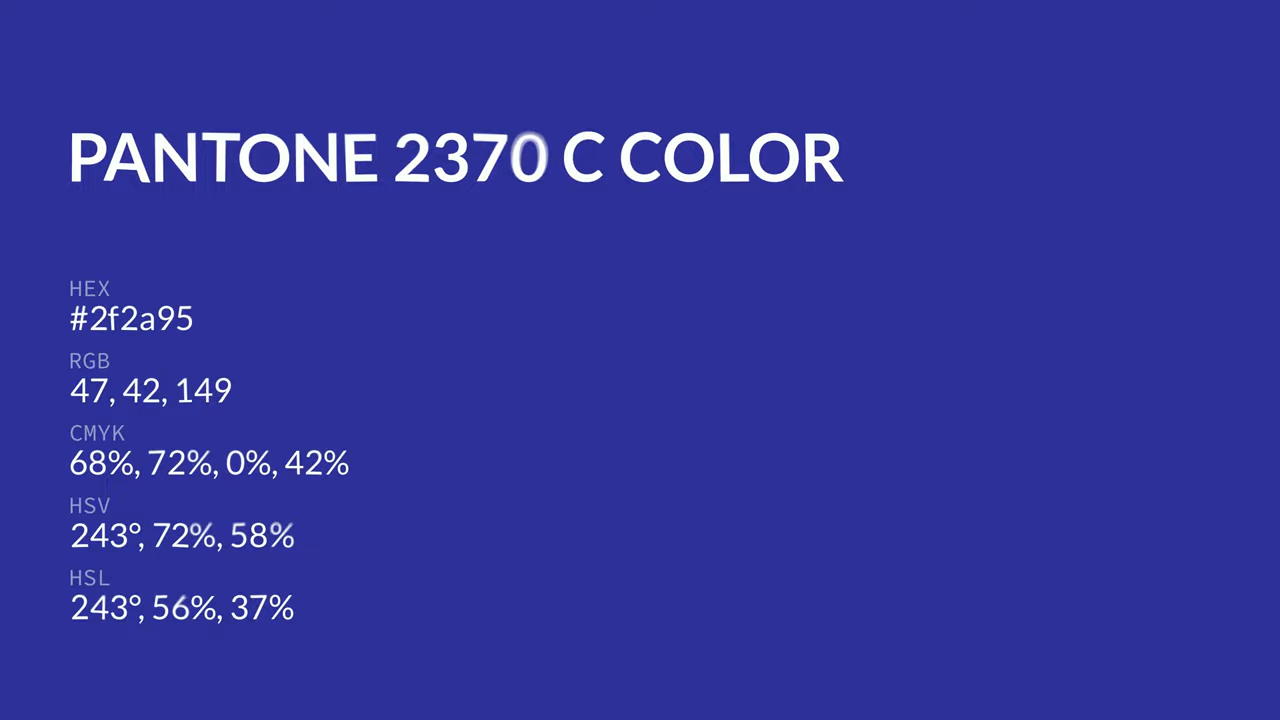 PANTONE 2370 C COLOR
HEX
#2f2a95
RGB
47, 42, 149
CMYK
68%, 72%, 0%, 42%
HSV
243°, 72%, 58%
HSL
243°, 56%, 37%